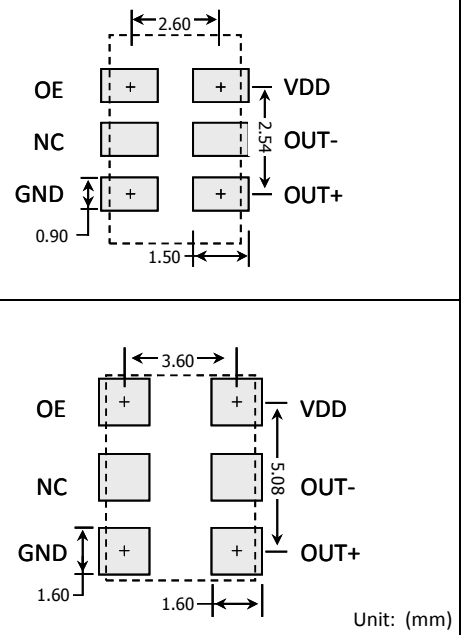 2.60
OE
VDD
2.54
NC
OUT-
GND
OUT+
0.90
1.50
3.60
OE
VDD
5.08
NC
OUT-
GND
OUT+
1.60
1.60
Unit: (mm)